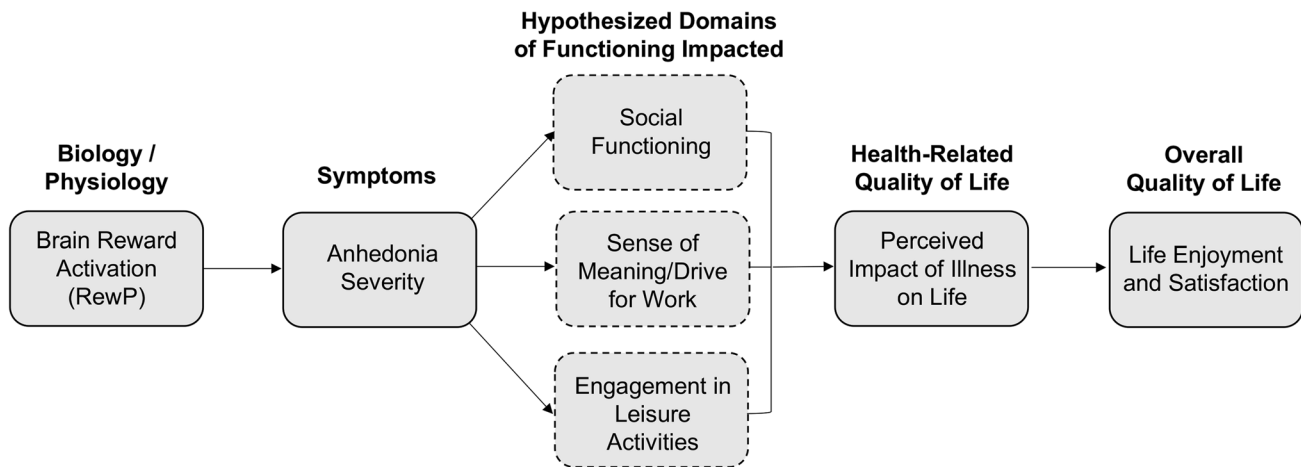 Hypothesized Domains
of Functioning Impacted
Biology /
Physiology
Brain Reward
Activation
(RewP)
Symptoms
Anhedonia
Severity
Social
Functioning
Sense of
Meaning/Drive
for Work
Engagement in
Leisure
Activities
Health-Related
Quality of Life
Perceived
Impact of Illness
on Life
Overall
Quality of Life
Life Enjoyment
and Satisfaction